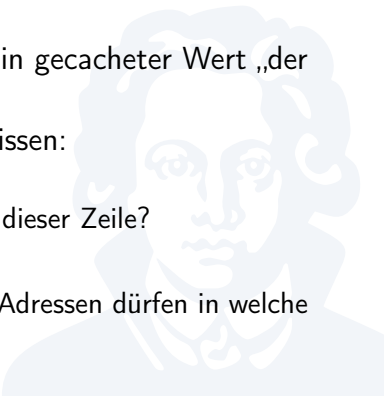 in gecacheter Wert „der
issen:
dieser Zeile?
Adressen dürfen in welche